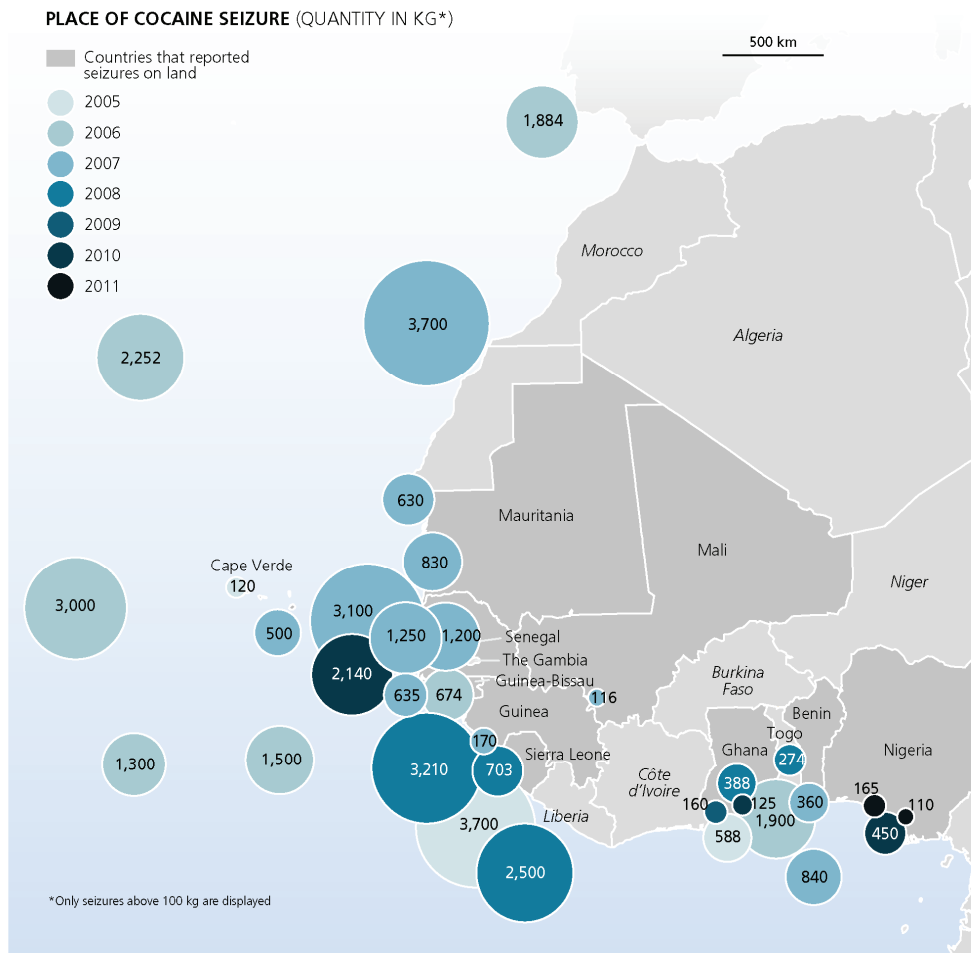 PLACE OF COCAINE SEIZURE (QUANTITY IN KG*)
500 km
Countries that reported
seizures on land
2005
2006
2007
2008
2009
2010
2011
1,884
Morocco
3,700
Algeria
2,252
630
Mauritania
Mali
830
Cape Verde
120
Niger
3,000
3,100
500
1,250
1,200
Senegal
The Gambia
2,140
Guinea-Bissau
Burkina
Faso
635
674
116
Guinea
Benin
Togo
170
Sierra Leone
Ghana
Nigeria
1,300
1,500
3,210
703
274
Côte
d’Ivoire
388
165
160
125
360
110
Liberia
1,900
3,700
588
450
2,500
840
*Only seizures above 100 kg are displayed